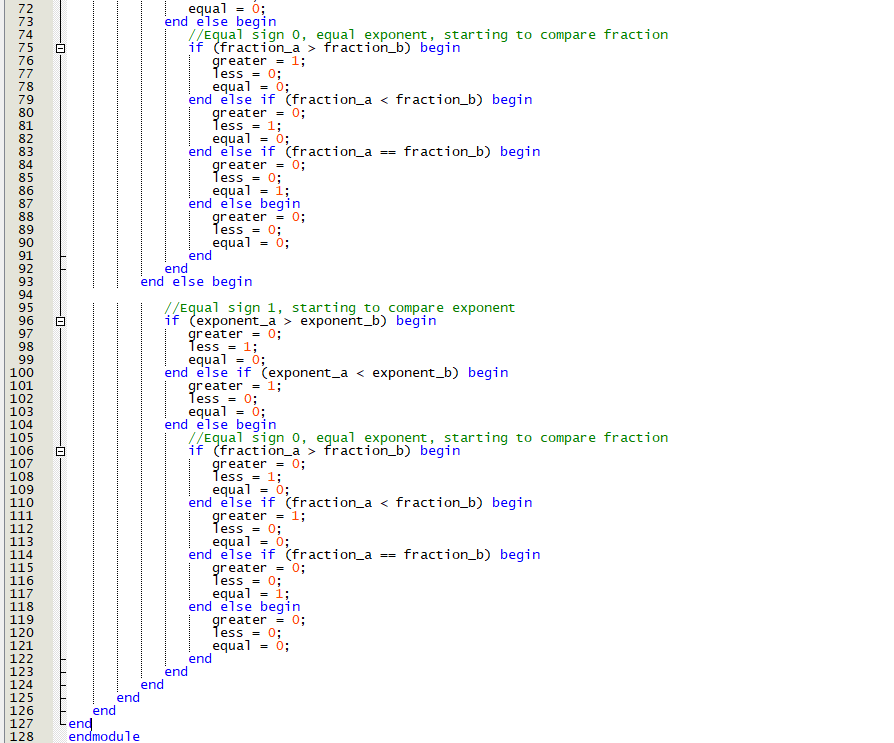 72 equal = 0;
73 end else begin
74 //Equal sign 0, equal exponent, starting to compare fraction
75 if (fraction_a > fraction_b) begin
76 greater = 1;
77 less = 0;
78 equal = 0;
79 end else if (fraction_a < fraction_b) begin
80 greater = 0;
81 less = 1;
82 equal = 0;
83 end else if (fraction_a == fraction_b) begin
84 greater = 0;
85 less = 0;
86 equal = 1;
87 end else begin
88 greater = 0;
89 less = 0;
90 equal = 0;
91 end
92 end
93 end else begin
94
95 //Equal sign 1, starting to compare exponent
96 if (exponent_a > exponent_b) begin
97 greater = 0;
98 less = 1;
99 equal = 0;
100 end else if (exponent_a < exponent_b) begin
101 greater = 1;
102 less = 0;
103 equal = 0;
104 end else begin
105 //Equal sign 0, equal exponent, starting to compare fraction
106 if (fraction_a > fraction_b) begin
107 greater = 0;
108 less = 1;
109 equal = 0;
110 end else if (fraction_a < fraction_b) begin
111 greater = 1;
112 less = 0;
113 equal = 0;
114 end else if (fraction_a == fraction_b) begin
115 greater = 0;
116 less = 0;
117 equal = 1;
118 end else begin
119 greater = 0;
120 less = 0;
121 equal = 0;
122 end
123 end
124 end
125 end
126 end
127 end
128 endmodule